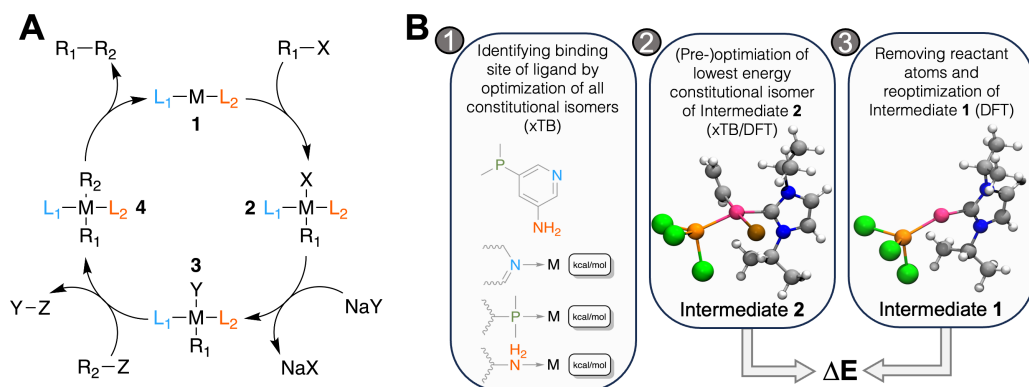 A
R1–R2
R1–X
L1–M–L2
1
R2
L1–M–L2
R1
4
X
2
L1–M–L2
R1
3
Y
L1–M–L2
R1
Y–Z
R2–Z
NaY
NaX
B
1
Identifying binding
site of ligand by
optimization of all
constitutional isomers
(xTB)
P
N
NH2
N
M
kcal/mol
P
M
kcal/mol
H2
N
M
kcal/mol
2
(Pre-)optimiation of
lowest energy
constitutional isomer
of Intermediate 2
(xTB/DFT)
Intermediate 2
3
Removing reactant
atoms and
reoptimization of
Intermediate 1 (DFT)
Intermediate 1
ΔE